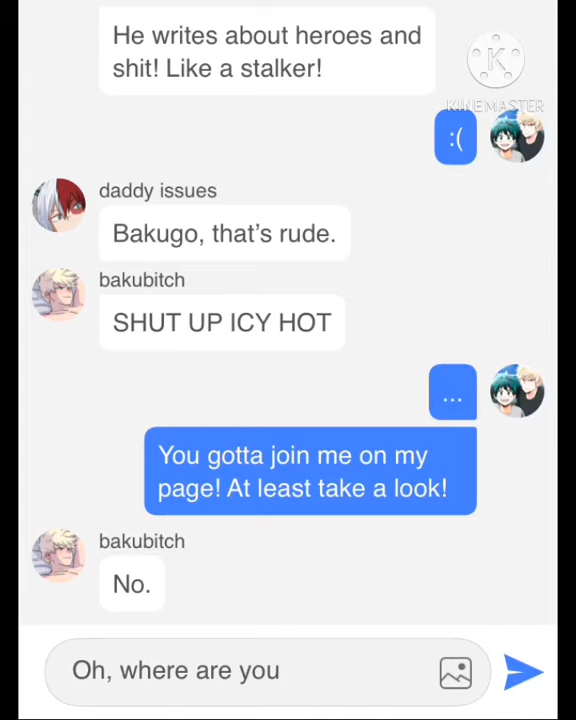 He writes about heroes and
shit! Like a stalker!
K
KINEMASTER
:(
daddy issues
Bakugo, that's rude.
bakubitch
SHUT UP ICY HOT
...
You gotta join me on my
page! At least take a look!
bakubitch
No.
Oh, where are you